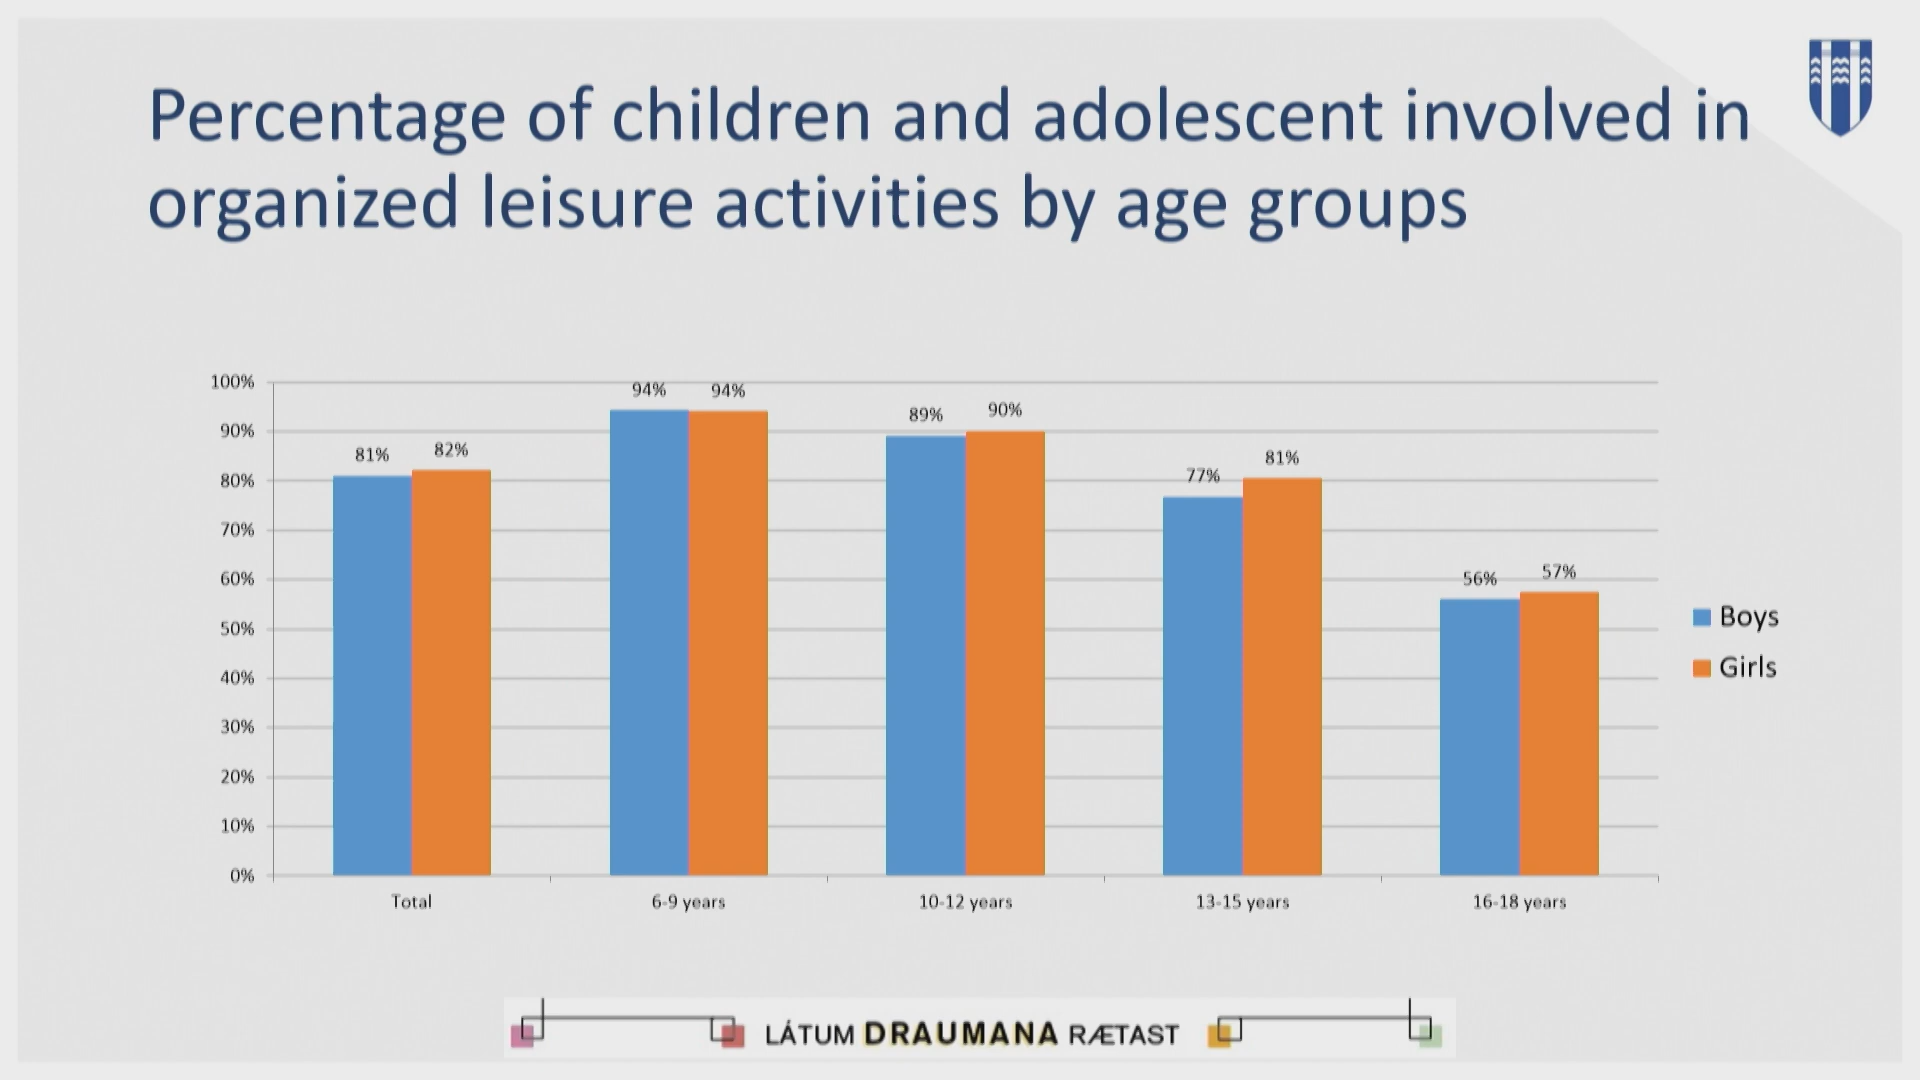 Percentage of children and adolescent involved in
organized leisure activities by age groups
100%
90%
80%
70%
60%
50%
40%
30%
20%
10%
0%
81% 82%
94% 94%
89% 90%
77% 81%
56% 57%
Total 6-9 years 10-12 years 13-15 years 16-18 years
Boys
Girls
LÁTUM DRAUMANA RÆTAST